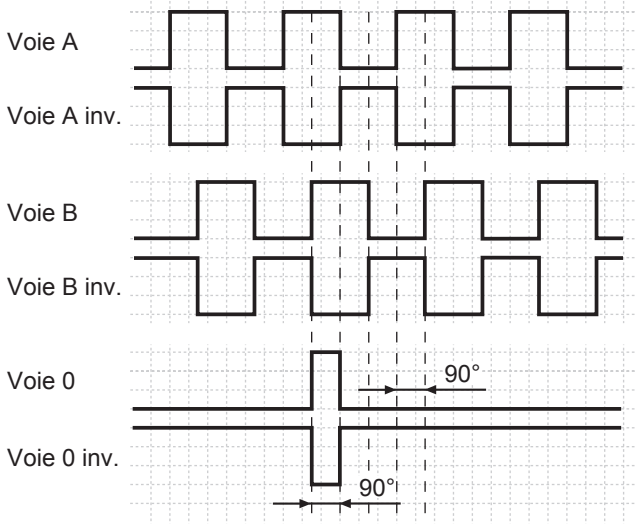 Voie A
Voie A inv.
Voie B
Voie B inv.
Voie 0
90°
Voie 0 inv.
90°